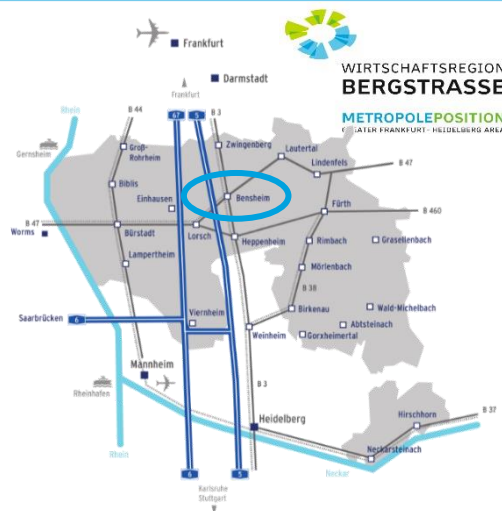 Frankfurt
Darmstadt
WIRTSCHAFTSREGION
BERGSTRASSE
METROPOLEPOSITION
GREATER FRANKFURT- HEIDELBERG AREA
Frankfurt
Rhein
B 44
67
5
B 3
Gernsheim
Groß-
Rohrheim
Zwingenberg
Lautertal
Lindenfels
B 47
Biblis
Einhausen
Bensheim
Fürth
B 460
B 47
Worms
Bürstadt
Lorsch
Heppenheim
Rimbach
Grasellenbach
Lampertheim
Mörlenbach
B 38
Saarbrücken
6
Viernheim
Birkenau
Wald-Michelbach
Weinheim
Abtsteinach
Gorxheimertal
Mannheim
Rheinhafen
B 3
Heidelberg
Hirschhorn
B 37
Rhein
Neckarsteinach
6
5
Neckar
Karlsruhe
Stuttgart